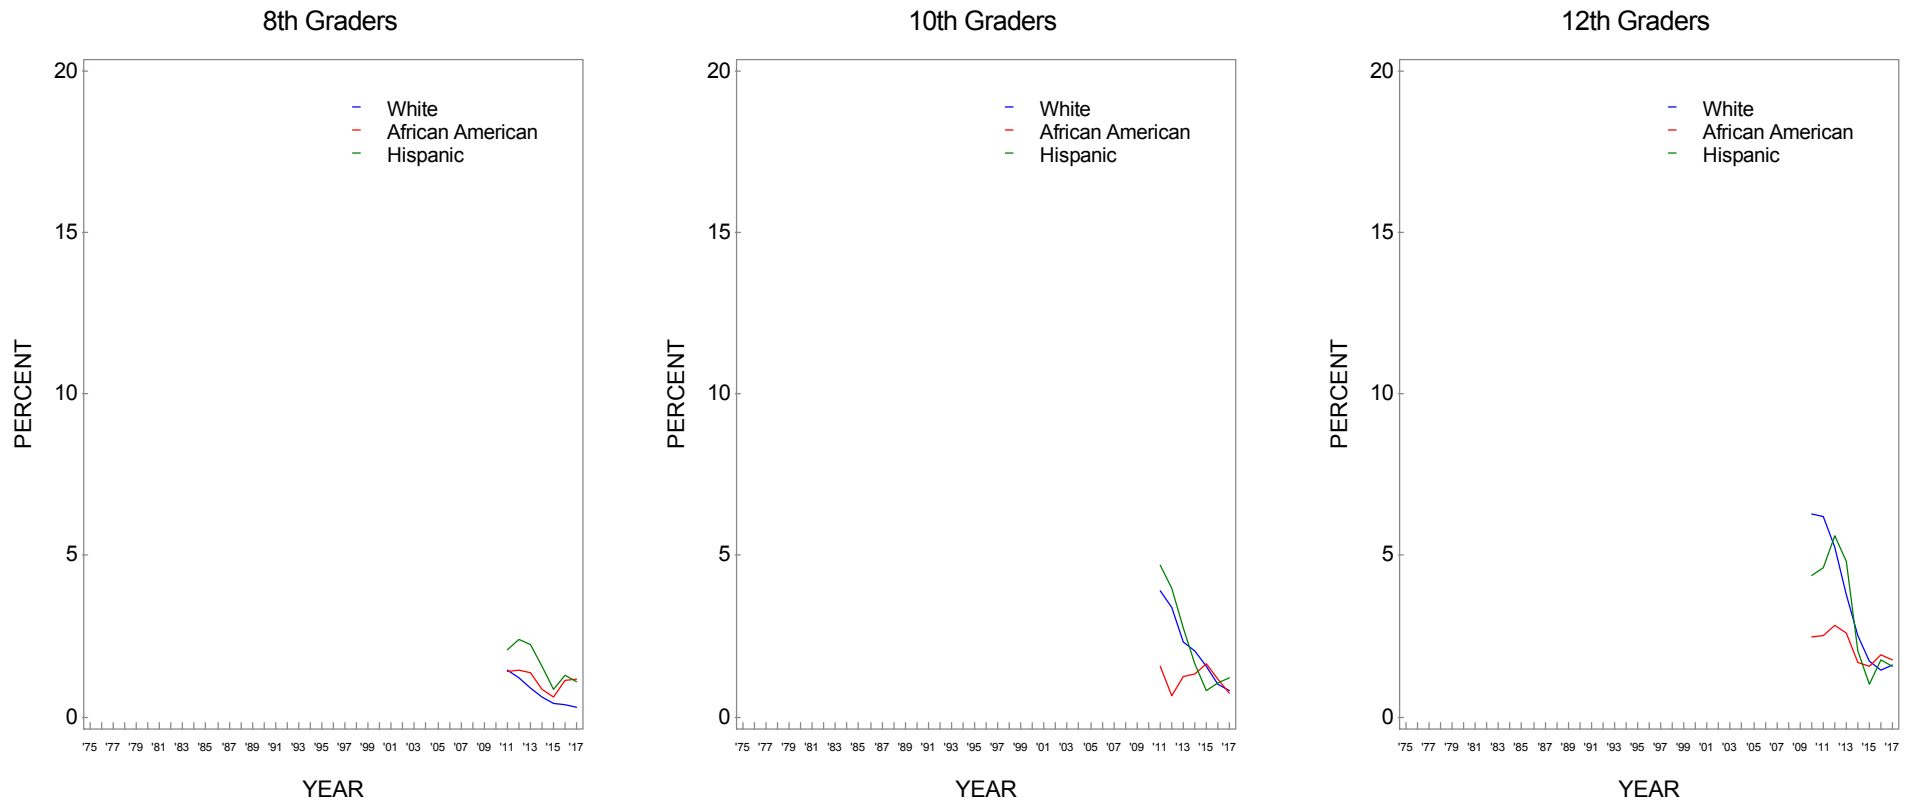 8th Graders
20
15
10
5
0
PERCENT
White
African American
Hispanic
'75 '77 '79 '81 '83 '85 '87 '89 '91 '93 '95 '97 '99 '01 '03 '05 '07 '09 '11 '13 '15 '17
YEAR
10th Graders
20
15
10
5
0
PERCENT
White
African American
Hispanic
'75 '77 '79 '81 '83 '85 '87 '89 '91 '93 '95 '97 '99 '01 '03 '05 '07 '09 '11 '13 '15 '17
YEAR
12th Graders
20
15
10
5
0
PERCENT
White
African American
Hispanic
'75 '77 '79 '81 '83 '85 '87 '89 '91 '93 '95 '97 '99 '01 '03 '05 '07 '09 '11 '13 '15 '17
YEAR